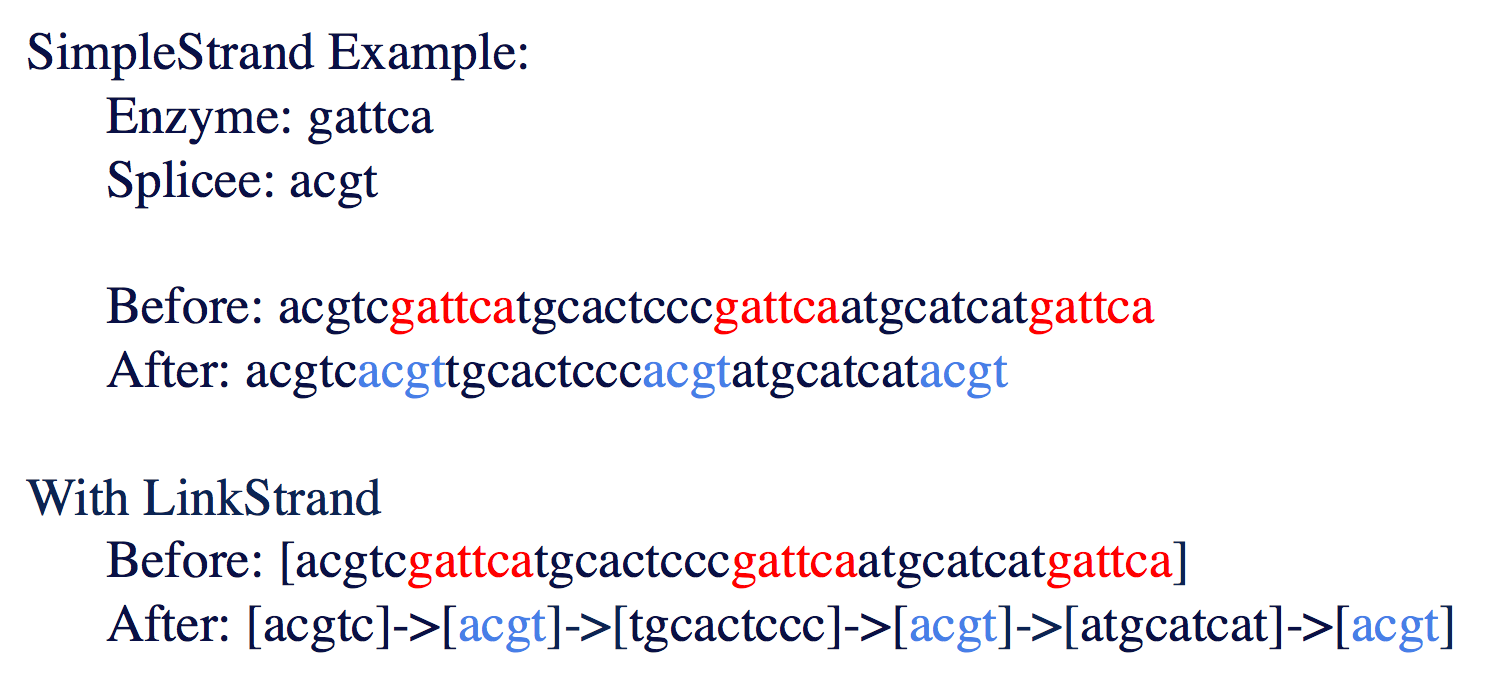 SimpleStrand Example:
Enzyme: gattca
Splicee: acgt
Before: acgtcgattcatgcactcccgattcaatgcatcatgattca
After: acgtcacgttgcactcccacgtatgcatcatacgt
With LinkStrand
Before: [acgtcgattcatgcactcccgattcaatgcatcatgattca]
After: [acgtc]->[acgt]->[tgcactccc]->[acgt]->[atgcatcat]->[acgt]